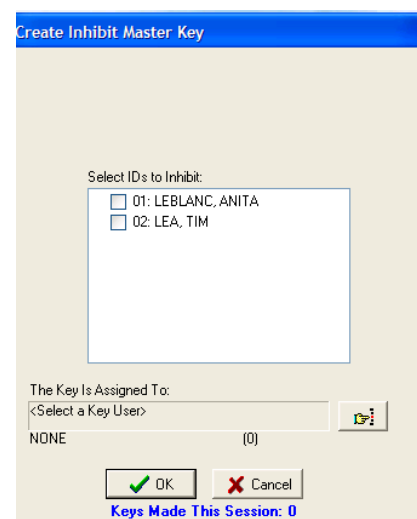 Create Inhibit Master Key
Select IDs to Inhibit:
01: LEBLANC, ANITA
02: LEA, TIM
The Key Is Assigned To:
<Select a Key User>
NONE (0)
OK Cancel
Keys Made This Session: 0